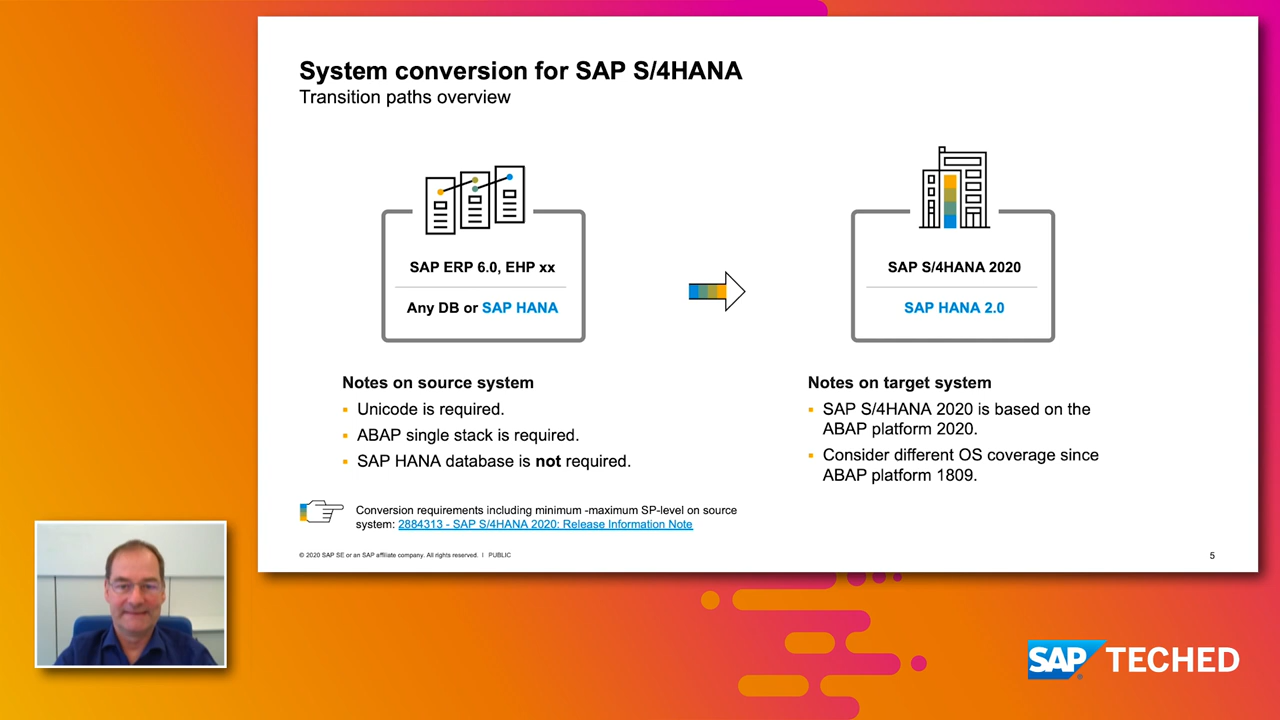 System conversion for SAP S/4HANA
Transition paths overview
SAP ERP 6.0, EHP xx
Any DB or SAP HANA
SAP S/4HANA 2020
SAP HANA 2.0
Notes on source system
▪ Unicode is required.
▪ ABAP single stack is required.
▪ SAP HANA database is not required.
Notes on target system
▪ SAP S/4HANA 2020 is based on the
ABAP platform 2020.
▪ Consider different OS coverage since
ABAP platform 1809.
Conversion requirements including minimum -maximum SP-level on source
system: 2884313 - SAP S/4HANA 2020: Release Information Note
© 2020 SAP SE or an SAP affiliate company. All rights reserved. I PUBLIC
5
SAP® TECHED